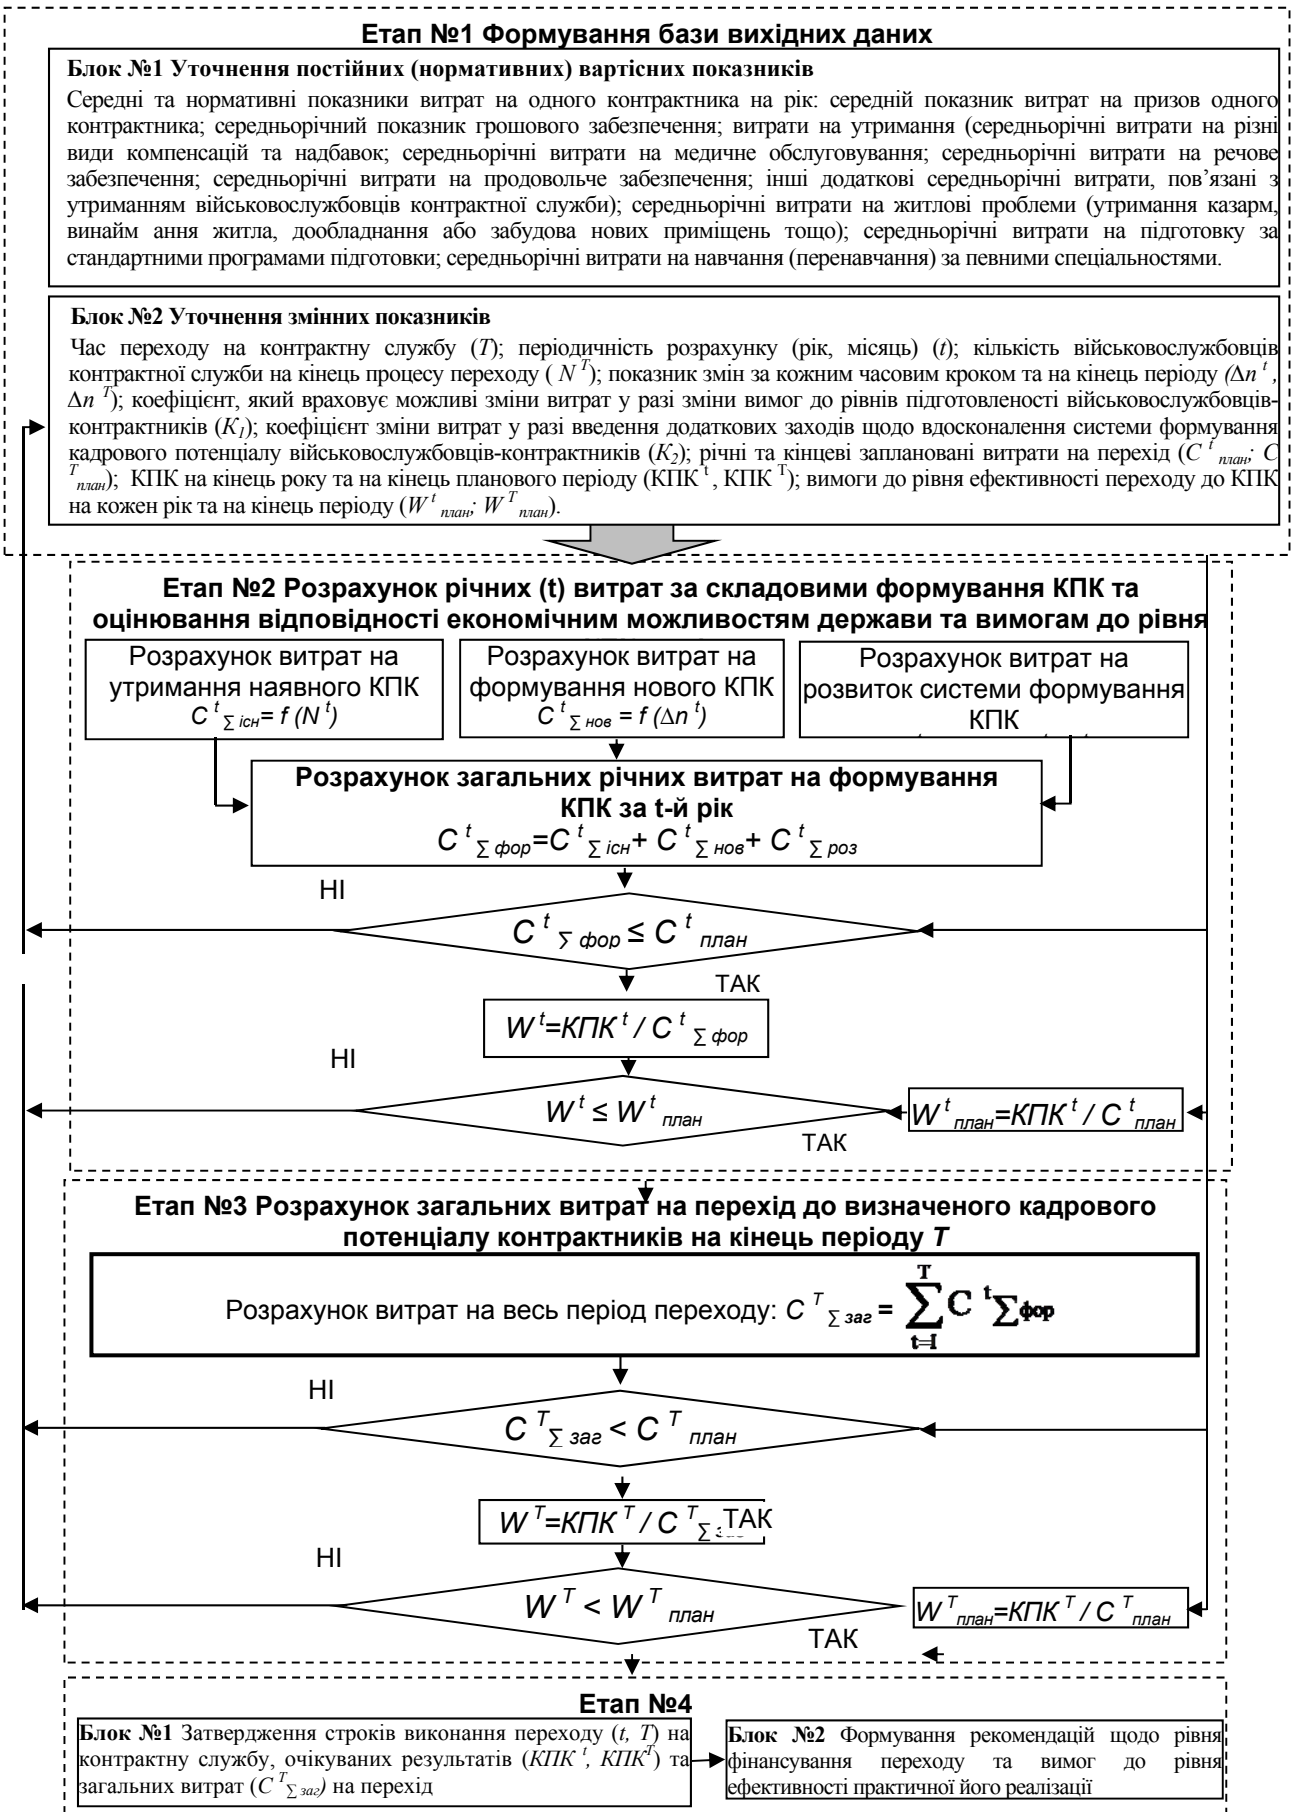 Етап №1 Формування бази вихідних даних
Блок №1 Уточнення постійних (нормативних) вартісних показників
Середні та нормативні показники витрат на одного контрактника на рік: середній показник витрат на призов одного
контрактника; середньорічний показник грошового забезпечення; витрати на утримання (середньорічні витрати на різні
види компенсацій та надбавок; середньорічні витрати на медичне обслуговування; середньорічні витрати на речове
забезпечення; середньорічні витрати на продовольче забезпечення; інші додаткові середньорічні витрати, пов’язані з
утриманням військовослужбовців контрактної служби); середньорічні витрати на житлові проблеми (утримання казарм,
винайм ання житла, дообладнання або забудова нових приміщень тощо); середньорічні витрати на підготовку за
стандартними програмами підготовки; середньорічні витрати на навчання (перенавчання) за певними спеціальностями.
Блок №2 Уточнення змінних показників
Час переходу на контрактну службу (T); періодичність розрахунку (рік, місяць) (t); кількість військовослужбовців
контрактної служби на кінець процесу переходу ( N T); показник змін за кожним часовим кроком та на кінець періоду (Δn t ,
Δn T); коефіцієнт, який враховує можливі зміни витрат у разі зміни вимог до рівнів підготовленості військовослужбовців-
контрактників (K1); коефіцієнт зміни витрат у разі введення додаткових заходів щодо вдосконалення системи формування
кадрового потенціалу військовослужбовців-контрактників (K2); річні та кінцеві заплановані витрати на перехід (C t план; C
T план); КПК на кінець року та на кінець планового періоду (КПК t , КПК T); вимоги до рівня ефективності переходу до КПК
на кожен рік та на кінець періоду (W t план; W T план).
Етап №2 Розрахунок річних (t) витрат за складовими формування КПК та
оцінювання відповідності економічним можливостям держави та вимогам до рівня
Розрахунок витрат на
утримання наявного КПК
C t ∑ існ= f (N t)
Розрахунок витрат на
формування нового КПК
C t ∑ нов = f (Δn t)
Розрахунок витрат на
розвиток системи формування
КПК
Розрахунок загальних річних витрат на формування
КПК за t-й рік
C t ∑ фор=C t ∑ існ+ C t ∑ нов+ C t ∑ роз
НІ
C t ∑ фор ≤ C t план
ТАК
W t=КПК t / C t ∑ фор
НІ
W t ≤ W t план
W t план=КПК t / C t план
ТАК
Етап №3 Розрахунок загальних витрат на перехід до визначеного кадрового
потенціалу контрактників на кінець періоду T
Розрахунок витрат на весь період переходу: C T ∑ заг = T ∑ t=1 C t ∑ фор
НІ
C T ∑ заг < C T план
W T=КПК T / C T ∑
ТАК
НІ
W T < W T план
W T план=КПК T / C T план
ТАК
Етап №4
Блок №1 Затвердження строків виконання переходу (t, T) на
контрактну службу, очікуваних результатів (КПК t, КПК T) та
загальних витрат (C T ∑ заг) на перехід
Блок №2 Формування рекомендацій щодо рівня
фінансування переходу та вимог до рівня
ефективності практичної його реалізації